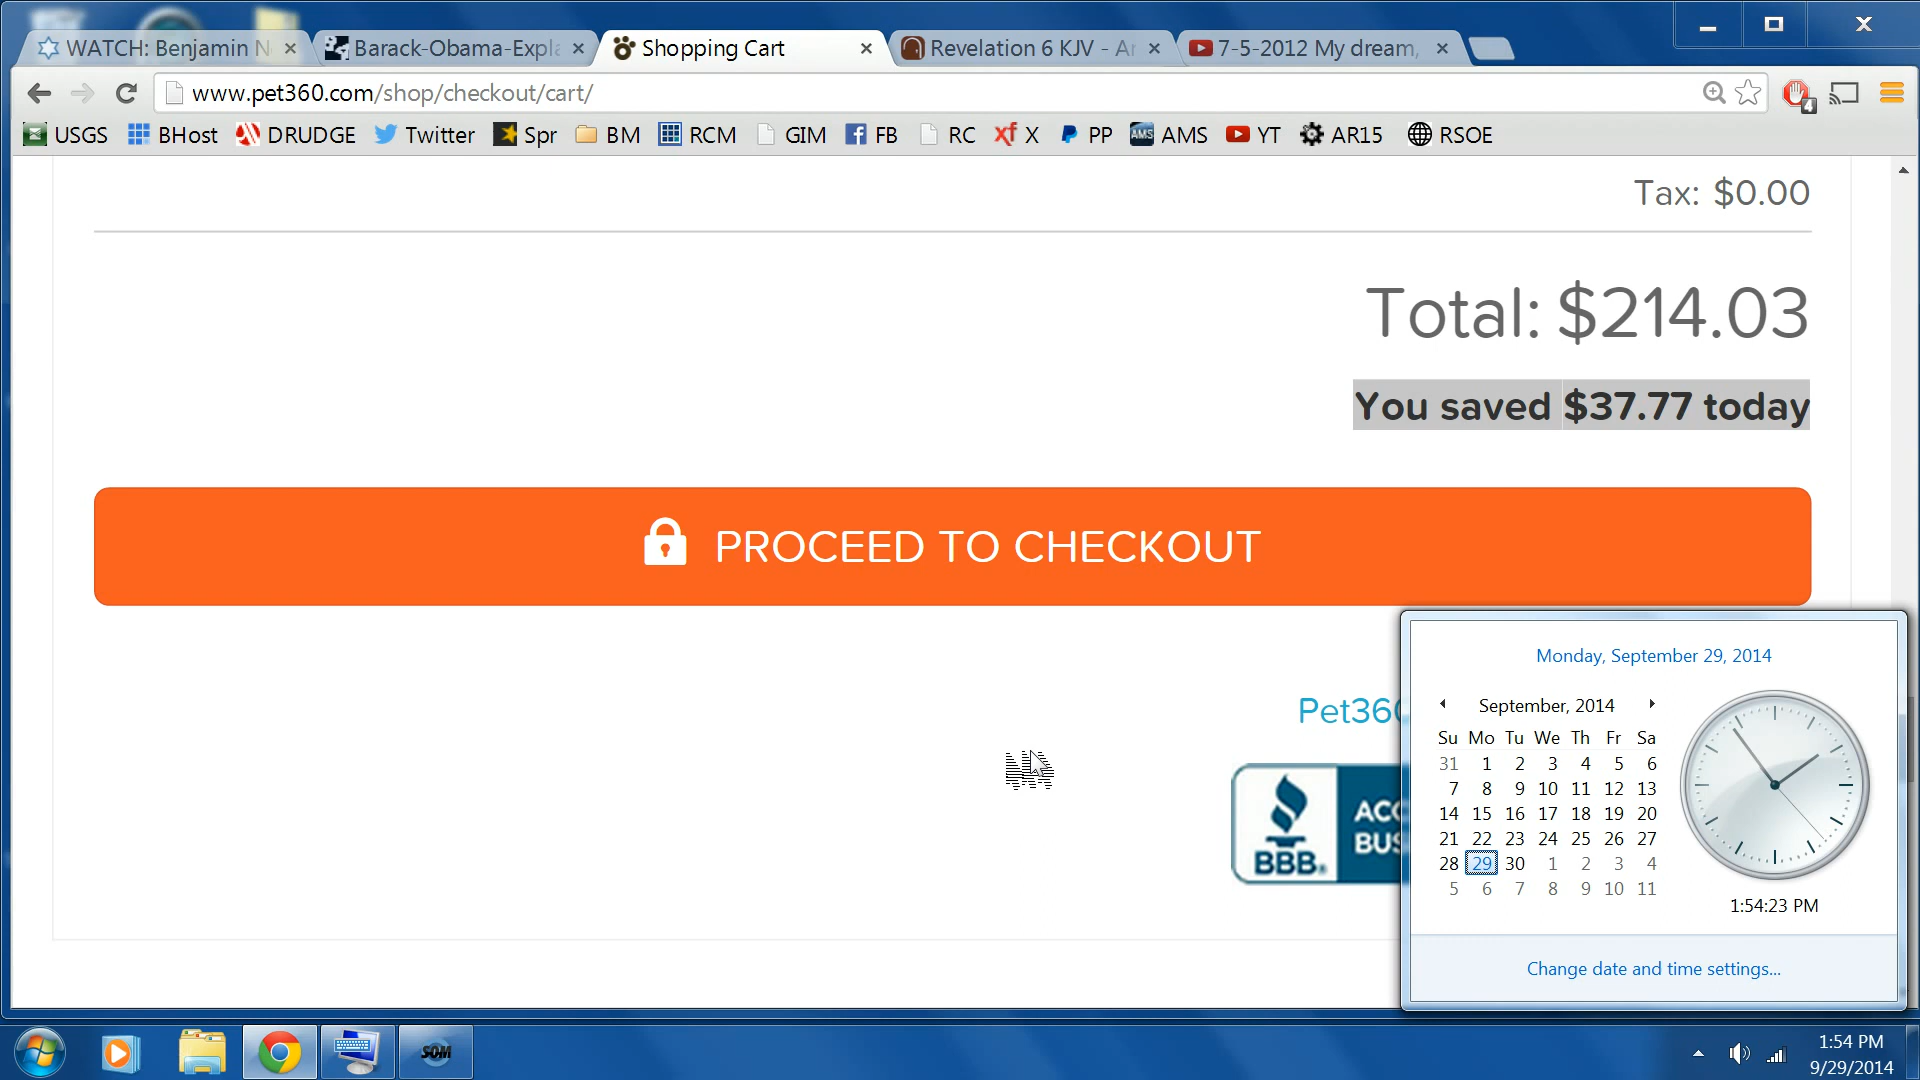 WATCH: Benjamin N
Barack-Obama-Expla
Shopping Cart
Revelation 6 KJV - Ar
7-5-2012 My dream,
www.pet360.com/shop/checkout/cart/
4
USGS BHost DRUDGE Twitter Spr BM RCM GIM FB RC X PP AMS YT AR15 RSOE
Tax: $0.00
Total: $214.03
You saved $37.77 today
PROCEED TO CHECKOUT
Pet360
BBB.
ACC
BUS
Monday, September 29, 2014
September, 2014
Su Mo Tu We Th Fr Sa
31 1 2 3 4 5 6
7 8 9 10 11 12 13
14 15 16 17 18 19 20
21 22 23 24 25 26 27
28 29 30 1 2 3 4
5 6 7 8 9 10 11
1:54:23 PM
Change date and time settings...
SOM
1:54 PM
9/29/2014